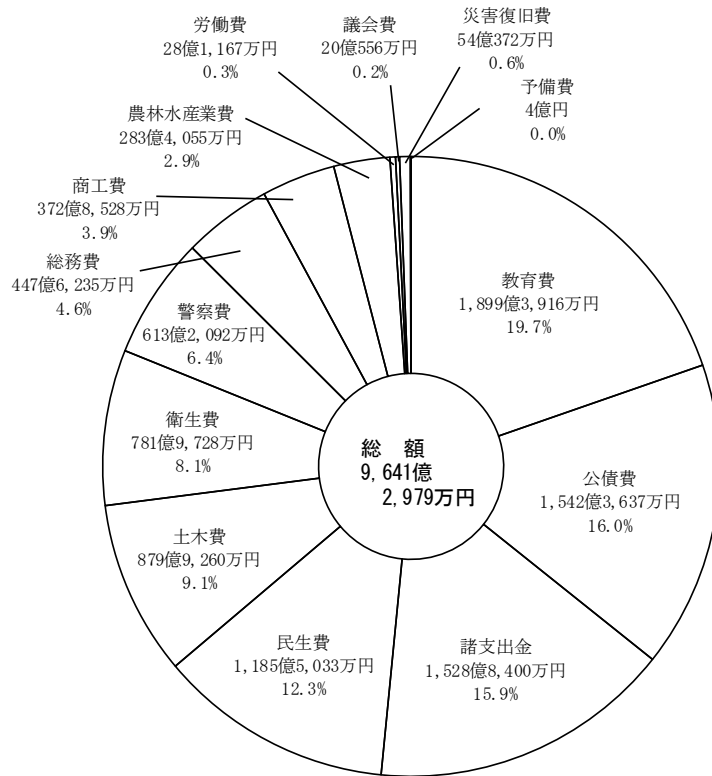 労働費
28億1,167万円
0.3%
議会費
20億556万円
0.2%
災害復旧費
54億372万円
0.6%
予備費
4億円
0.0%
農林水産業費
283億4,055万円
2.9%
商工費
372億8,528万円
3.9%
総務費
447億6,235万円
4.6%
警察費
613億2,092万円
6.4%
衛生費
781億9,728万円
8.1%
土木費
879億9,260万円
9.1%
民生費
1,185億5,033万円
12.3%
諸支出金
1,528億8,400万円
15.9%
公債費
1,542億3,637万円
16.0%
教育費
1,899億3,916万円
19.7%
総 額
9,641億
2,979万円